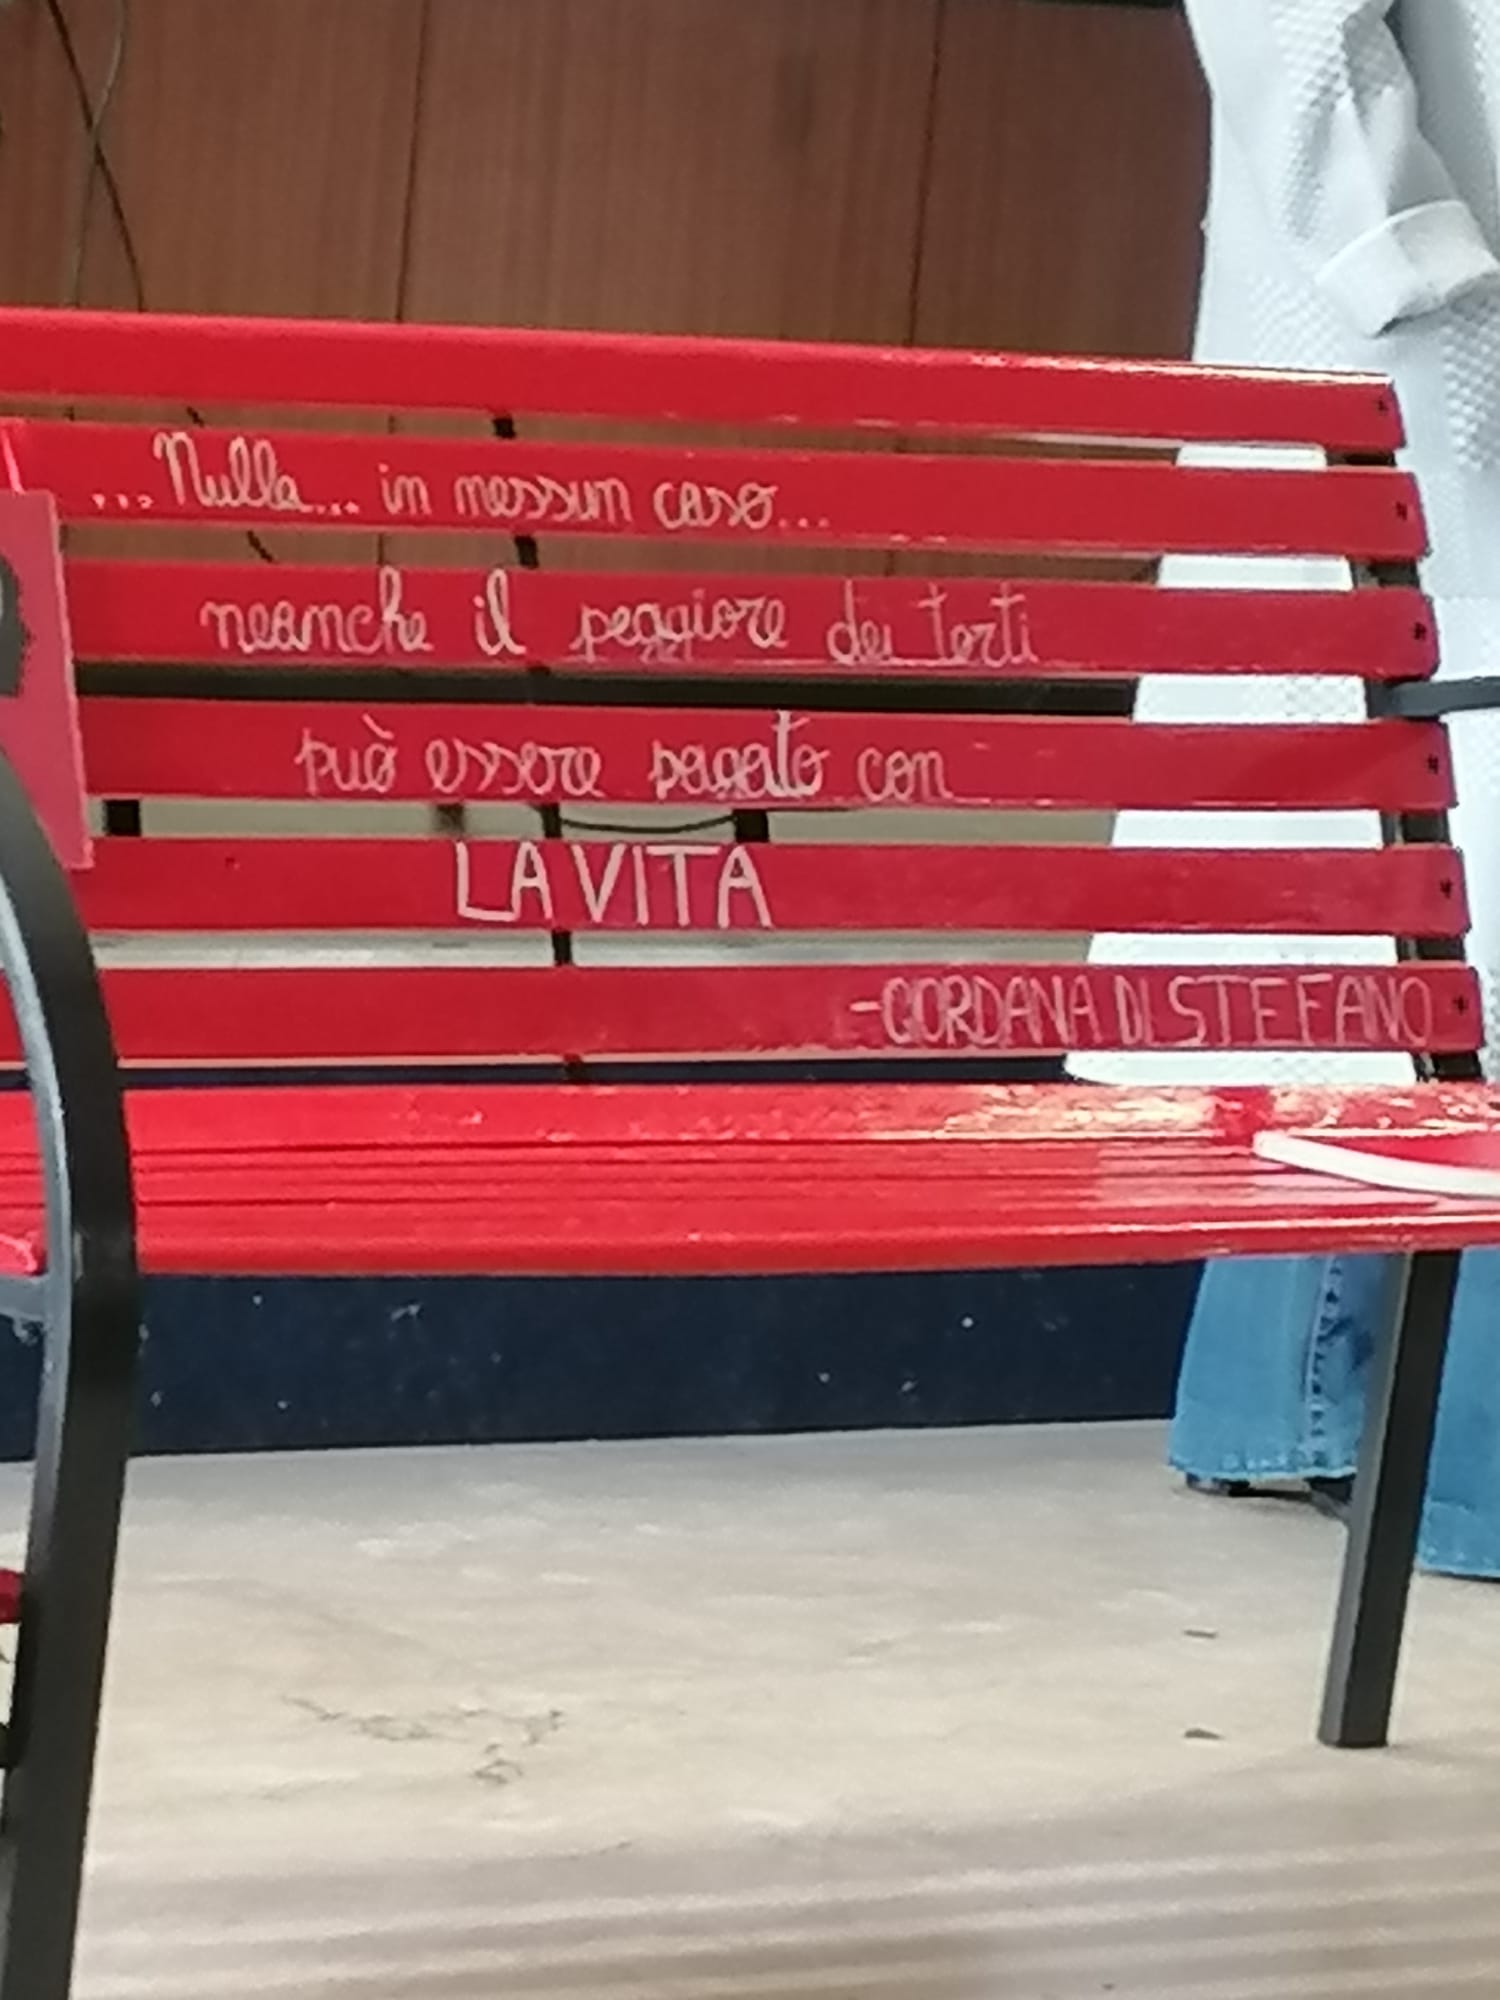 ...Nulla... in nessun caso...
neanche il peggiore dei torti
può essere pagato con
LA VITA
-GIORDANA DI STEFANO